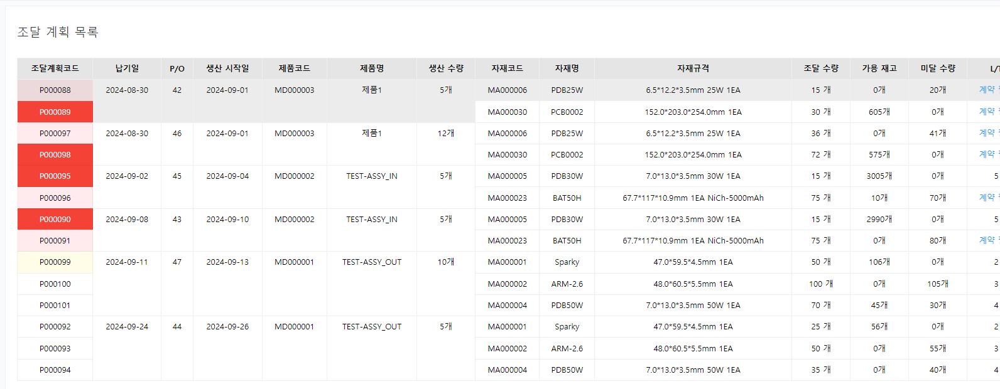 조달 계획 목록
조달계획코드 납기일 P/O 생산 시작일 제품코드 제품명 생산 수량 자재코드 자재명 자재규격 조달 수량 가용 재고 미달 수량 L/T
P000088 2024-08-30 42 2024-09-01 MD000003 제품1 5개 MA000006 PDB25W 6.5*12.2*3.5mm 25W 1EA 15 개 0개 20개 계약
P000089 MA000030 PCB0002 152.0*203.0*254.0mm 1EA 30 개 605개 0개 계약
P000097 2024-08-30 46 2024-09-01 MD000003 제품1 12개 MA000006 PDB25W 6.5*12.2*3.5mm 25W 1EA 36 개 0개 41개 계약
P000098 MA000030 PCB0002 152.0*203.0*254.0mm 1EA 72 개 575개 0개 계약
P000095 2024-09-02 45 2024-09-04 MD000002 TEST-ASSY_IN 5개 MA000005 PDB30W 7.0*13.0*3.5mm 30W 1EA 15 개 3005개 0개 5
P000096 MA000023 BAT50H 67.7*117*10.9mm 1EA NiCh-5000mAh 75 개 10개 70개 계약
P000090 2024-09-08 43 2024-09-10 MD000002 TEST-ASSY_IN 5개 MA000005 PDB30W 7.0*13.0*3.5mm 30W 1EA 15 개 2990개 0개 5
P000091 MA000023 BAT50H 67.7*117*10.9mm 1EA NiCh-5000mAh 75 개 0개 80개 계약
P000099 2024-09-11 47 2024-09-13 MD000001 TEST-ASSY_OUT 10개 MA000001 Sparky 47.0*59.5*4.5mm 1EA 50 개 106개 0개 2
P000100 MA000002 ARM-2.6 48.0*60.5*5.5mm 1EA 100 개 0개 105개 3
P000101 MA000004 PDB50W 7.0*13.0*3.5mm 50W 1EA 70 개 45개 30개 4
P000092 2024-09-24 44 2024-09-26 MD000001 TEST-ASSY_OUT 5개 MA000001 Sparky 47.0*59.5*4.5mm 1EA 25 개 56개 0개 2
P000093 MA000002 ARM-2.6 48.0*60.5*5.5mm 1EA 50 개 0개 55개 3
P000094 MA000004 PDB50W 7.0*13.0*3.5mm 50W 1EA 35 개 0개 40개 4